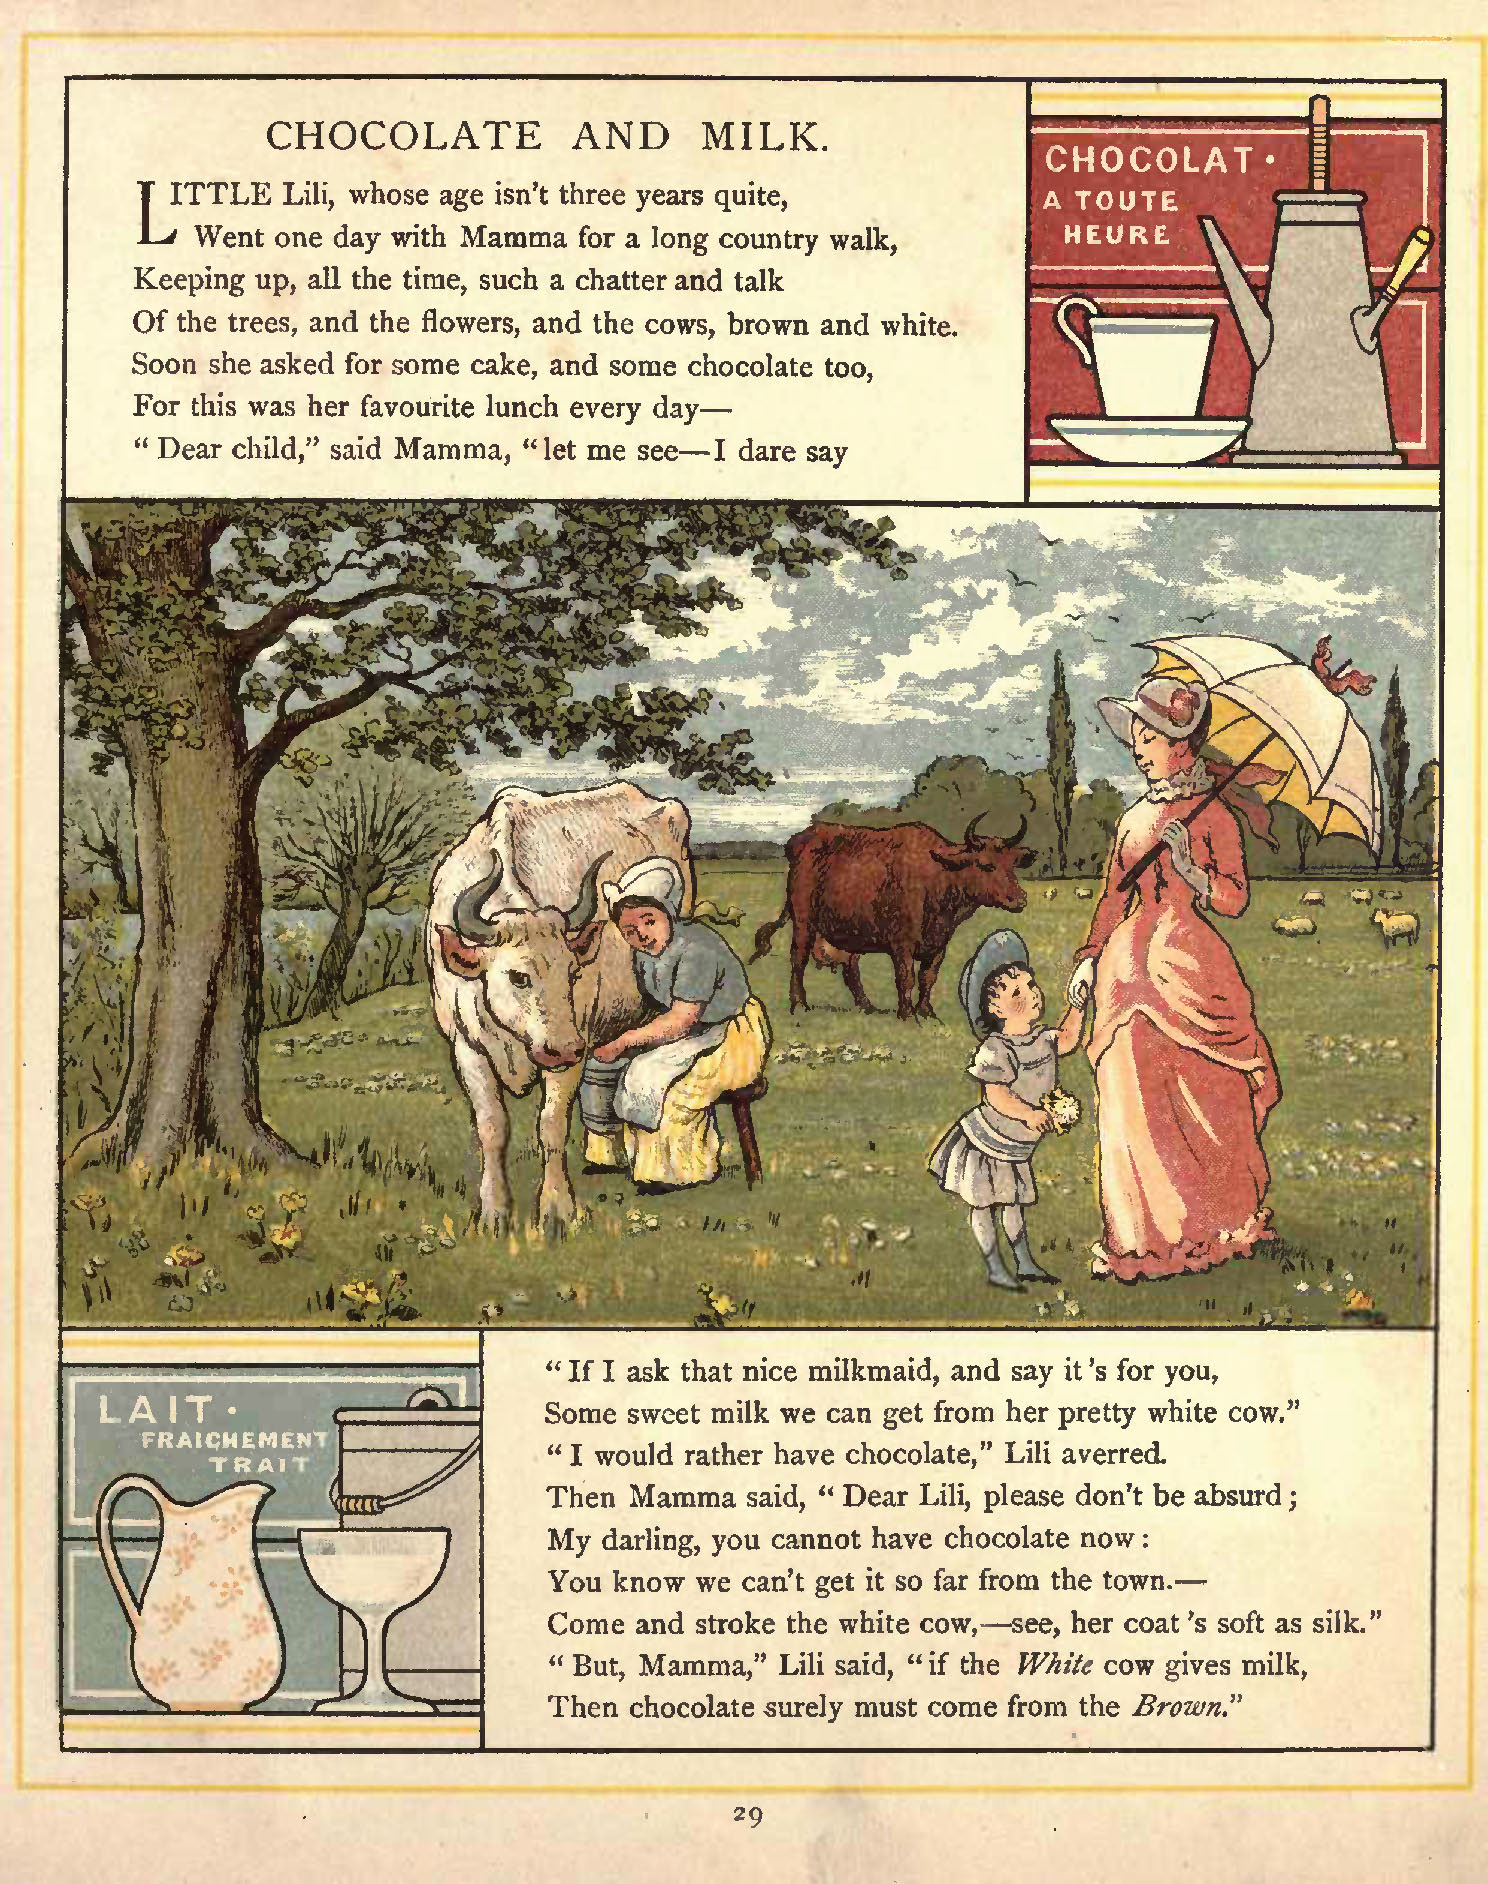 CHOCOLATE AND MILK.
LITTLE Lili, whose age isn't three years quite,
Went one day with Mamma for a long country walk,
Keeping up, all the time, such a chatter and talk
Of the trees, and the flowers, and the cows, brown and white.
Soon she asked for some cake, and some chocolate too,
For this was her favourite lunch every day—
“Dear child,” said Mamma, “let me see—I dare say
CHOCOLAT·
A TOUTE
HEURE
LAIT·
FRAICHEMENT
TRAIT
“If I ask that nice milkmaid, and say it's for you,
Some sweet milk we can get from her pretty white cow.”
“I would rather have chocolate,” Lili averred.
Then Mamma said, “Dear Lili, please don't be absurd;
My darling, you cannot have chocolate now:
You know we can't get it so far from the town.—
Come and stroke the white cow,—see, her coat's soft as silk.”
“But, Mamma,” Lili said, “if the White cow gives milk,
Then chocolate surely must come from the Brown.”
29